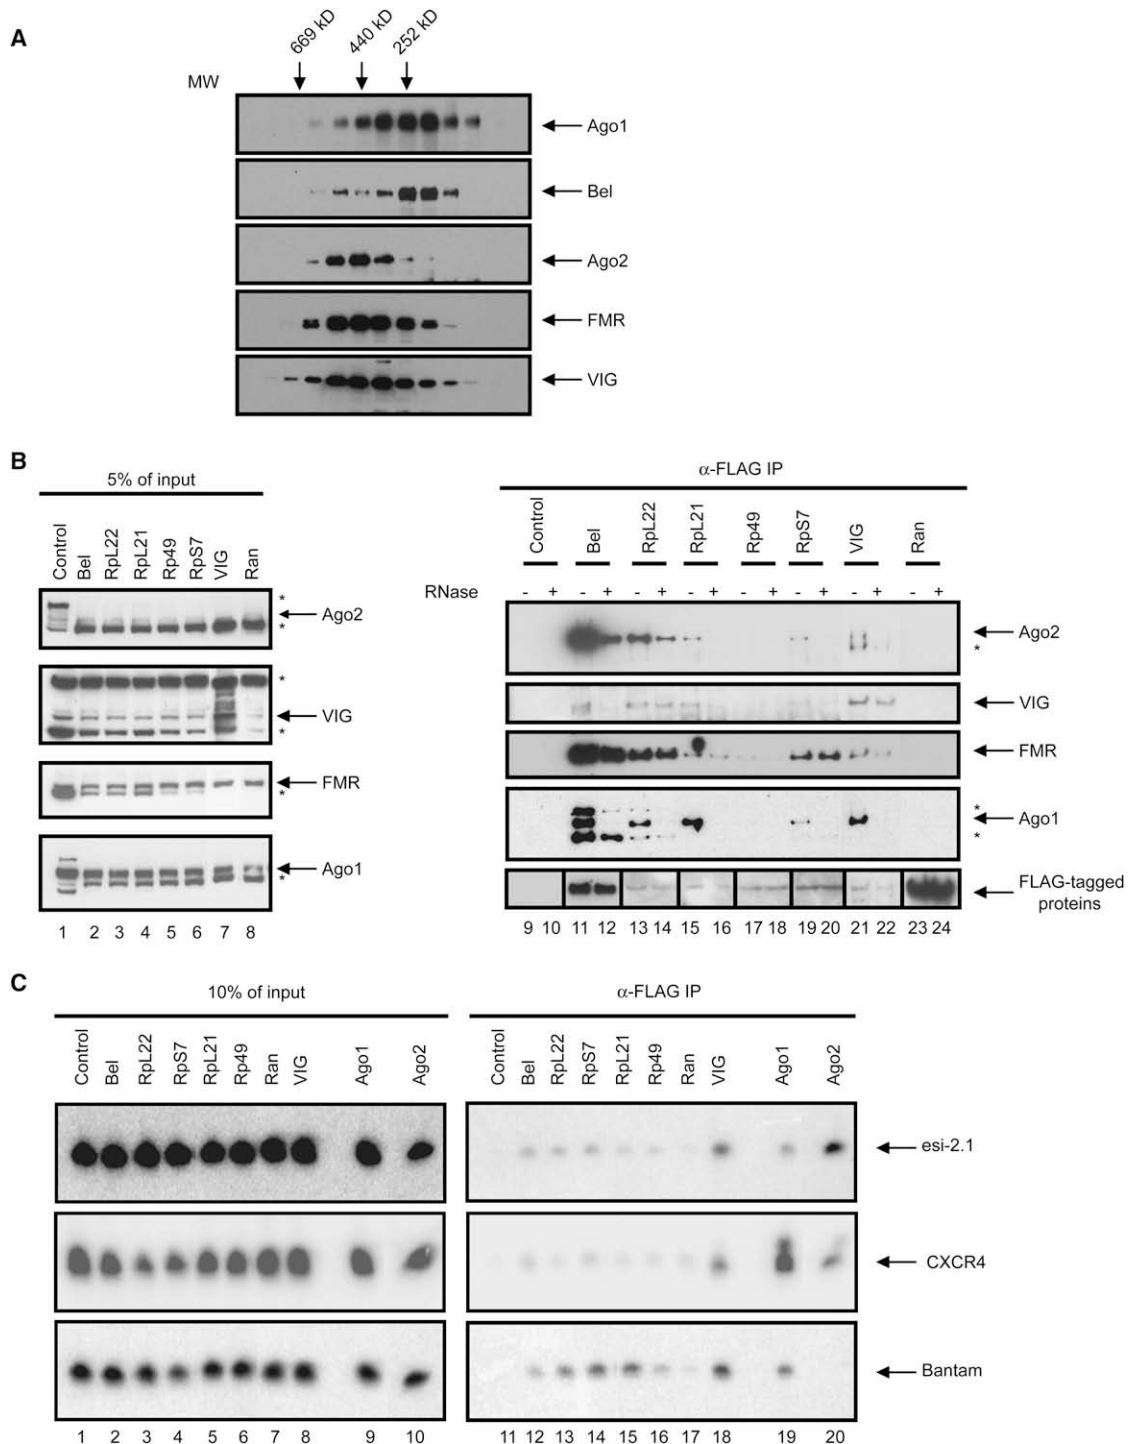 A
669 kD 440 kD 252 kD
MW
Ago1
Bel
Ago2
FMR
VIG
B
5% of input
Control Bel RpL22 RpL21 Rp49 RpS7 VIG Ran
*
Ago2
*
*
VIG
*
FMR
*
Ago1
*
1 2 3 4 5 6 7 8
α-FLAG IP
Control Bel RpL22 RpL21 Rp49 RpS7 VIG Ran
RNase - + - + - + - + - + - + - + - +
Ago2
*
VIG
FMR
*
Ago1
*
FLAG-tagged
proteins
9 10 11 12 13 14 15 16 17 18 19 20 21 22 23 24
C
10% of input
Control Bel RpL22 RpS7 RpL21 Rp49 Ran VIG Ago1 Ago2
α-FLAG IP
Control Bel RpL22 RpS7 RpL21 Rp49 Ran VIG Ago1 Ago2
esi-2.1
CXCR4
Bantam
1 2 3 4 5 6 7 8 9 10
11 12 13 14 15 16 17 18 19 20